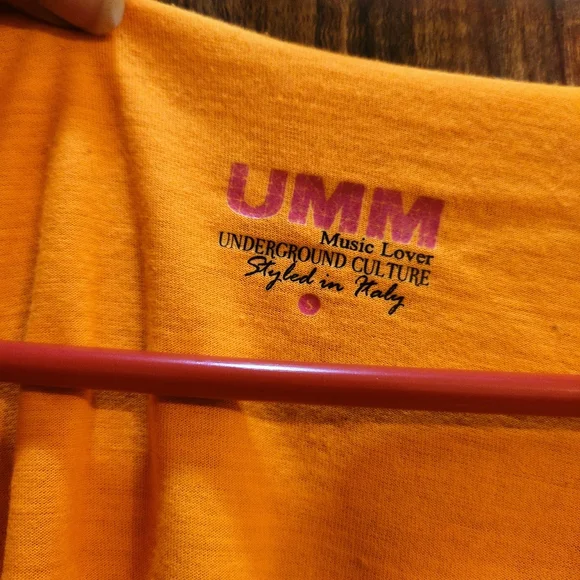 UMM
Music Lover
UNDERGROUND CULTURE
Styled in Italy
S